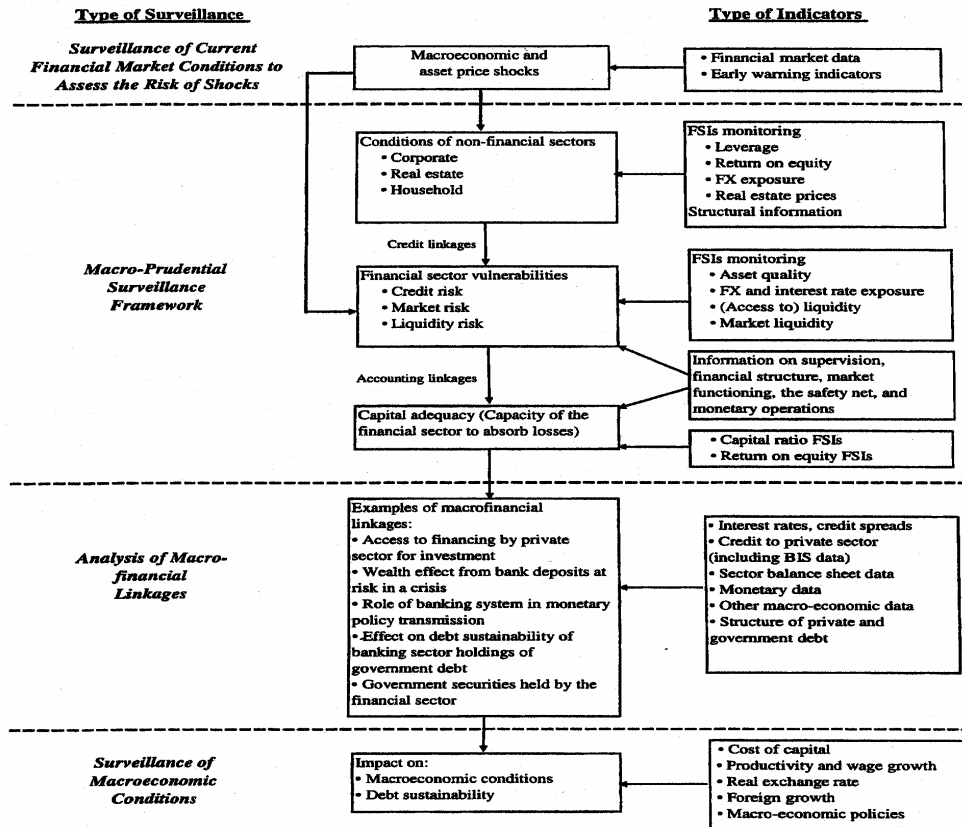 Type of Surveillance
Type of Indicators
Surveillance of Current
Financial Market Conditions to
Assess the Risk of Shocks
Macroeconomic and
asset price shocks
• Financial market data
• Early warning indicators
Macro-Prudential
Surveillance
Framework
Conditions of non-financial sectors
• Corporate
• Real estate
• Household
FSIs monitoring
• Leverage
• Return on equity
• FX exposure
• Real estate prices
Structural information
Credit linkages
Financial sector vulnerabilities
• Credit risk
• Market risk
• Liquidity risk
FSIs monitoring
• Asset quality
• FX and interest rate exposure
• (Access to) liquidity
• Market liquidity
Accounting linkages
Information on supervision,
financial structure, market
functioning, the safety net, and
monetary operations
Capital adequacy (Capacity of the
financial sector to absorb losses)
• Capital ratio FSIs
• Return on equity FSIs
Analysis of Macro-
financial
Linkages
Examples of macrofinancial
linkages:
• Access to financing by private
sector for investment
• Wealth effect from bank deposits at
risk in a crisis
• Role of banking system in monetary
policy transmission
• Effect on debt sustainability of
banking sector holdings of
government debt
• Government securities held by the
financial sector
• Interest rates, credit spreads
• Credit to private sector
(including BIS data)
• Sector balance sheet data
• Monetary data
• Other macro-economic data
• Structure of private and
government debt
Surveillance of
Macroeconomic
Conditions
Impact on:
• Macroeconomic conditions
• Debt sustainability
• Cost of capital
• Productivity and wage growth
• Real exchange rate
• Foreign growth
• Macro-economic policies